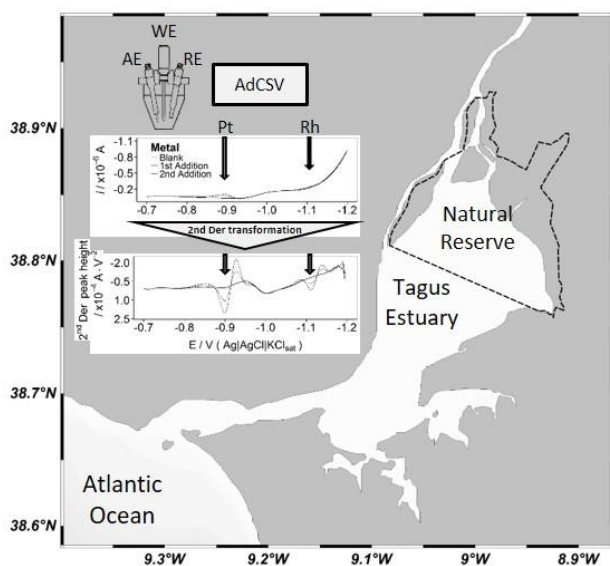 WE
AE
RE
AdCSV
Pt
Rh
Metal
Blank
1st Addition
2nd Addition
i / x10⁻⁶ A
-1.1
-0.8
-0.5
-0.2
-0.7
-0.8
-0.9
-1.0
-1.1
-1.2
2nd Der transformation
2nd Der peak height
/ x10⁻⁴ A·V⁻²
-2.0
-0.5
1.0
2.5
-0.7
-0.8
-0.9
-1.0
-1.1
-1.2
E / V ( Ag|AgCl|KClsat )
Natural
Reserve
Tagus
Estuary
Atlantic
Ocean
38.9°N
38.8°N
38.7°N
38.6°N
9.3°W
9.2°W
9.1°W
9°W
8.9°W